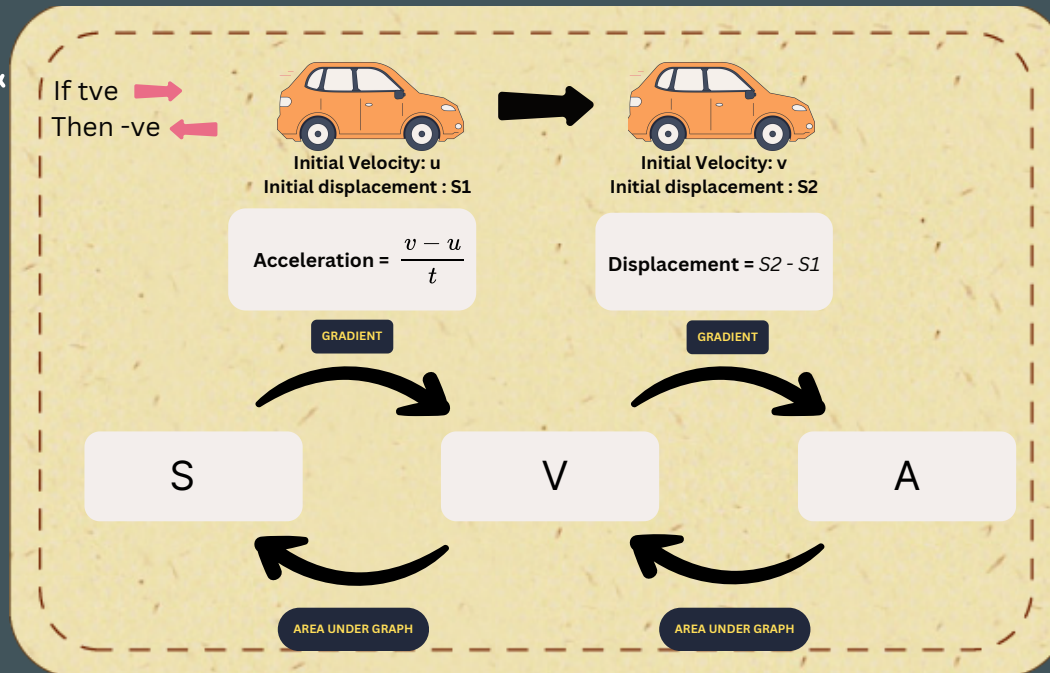 If tve
Then -ve
Initial Velocity: u
Initial displacement : S1
Initial Velocity: v
Initial displacement : S2
Acceleration = v − u / t
Displacement = S2 - S1
GRADIENT
GRADIENT
S
V
A
AREA UNDER GRAPH
AREA UNDER GRAPH